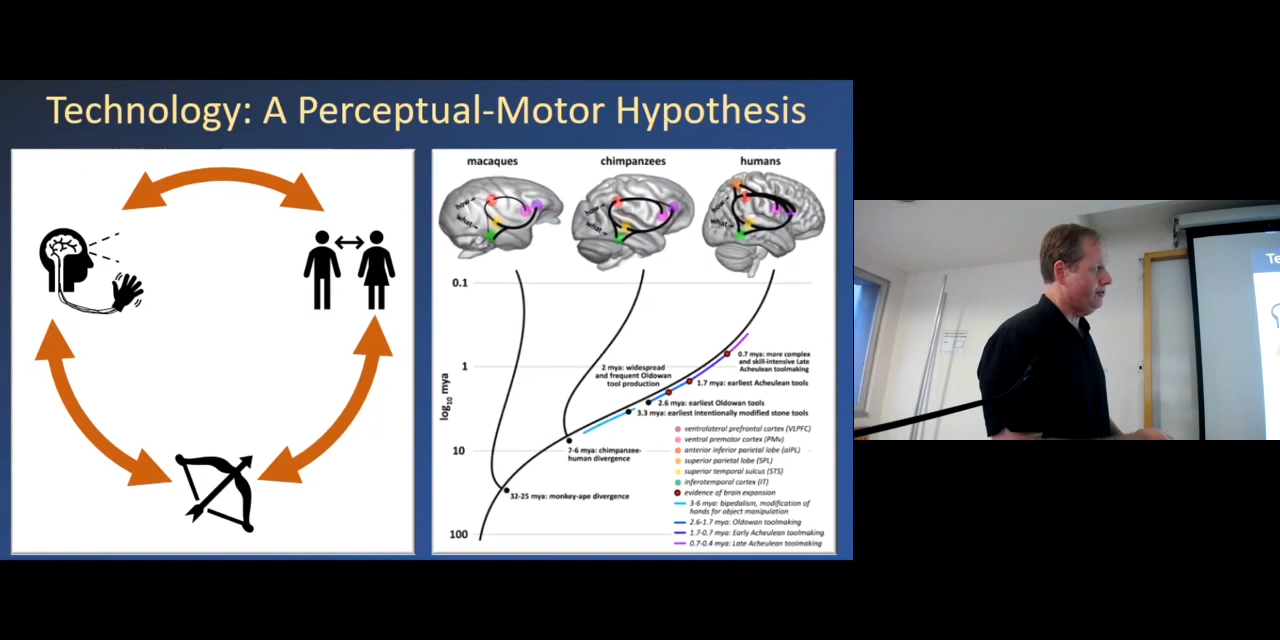 Technology: A Perceptual-Motor Hypothesis
macaques
chimpanzees
humans
how
what
how
what
how
what
0.1
1
10
100
log10 mya
0.7 mya: more complex
and skill-intensive Late
Acheulean toolmaking
2 mya: widespread
and frequent Oldowan
tool production
1.7 mya: earliest Acheulean tools
2.6 mya: earliest Oldowan tools
3.3 mya: earliest intentionally modified stone tools
7-6 mya: chimpanzee-
human divergence
32-25 mya: monkey-ape divergence
ventrolateral prefrontal cortex (VLPFC)
ventral premotor cortex (PMv)
anterior inferior parietal lobe (aIPL)
superior parietal lobe (SPL)
superior temporal sulcus (STS)
inferotemporal cortex (IT)
evidence of brain expansion
3-6 mya: bipedalism, modification of
hands for object manipulation
2.6-1.7 mya: Oldowan toolmaking
1.7-0.7 mya: Early Acheulean toolmaking
0.7-0.4 mya: Late Acheulean toolmaking
Te